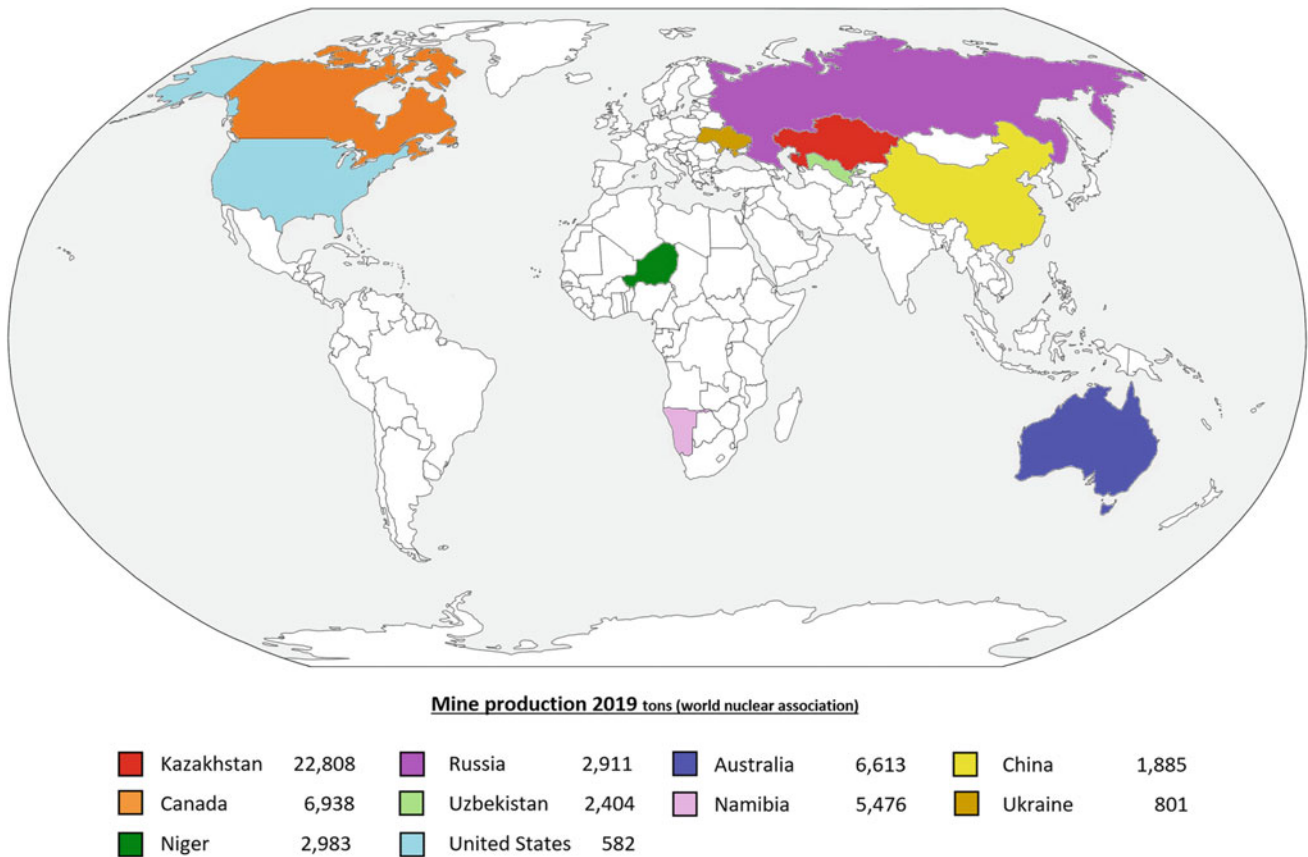 Mine production 2019 tons (world nuclear association)
Kazakhstan 22,808 Russia 2,911 Australia 6,613 China 1,885
Canada 6,938 Uzbekistan 2,404 Namibia 5,476 Ukraine 801
Niger 2,983 United States 582